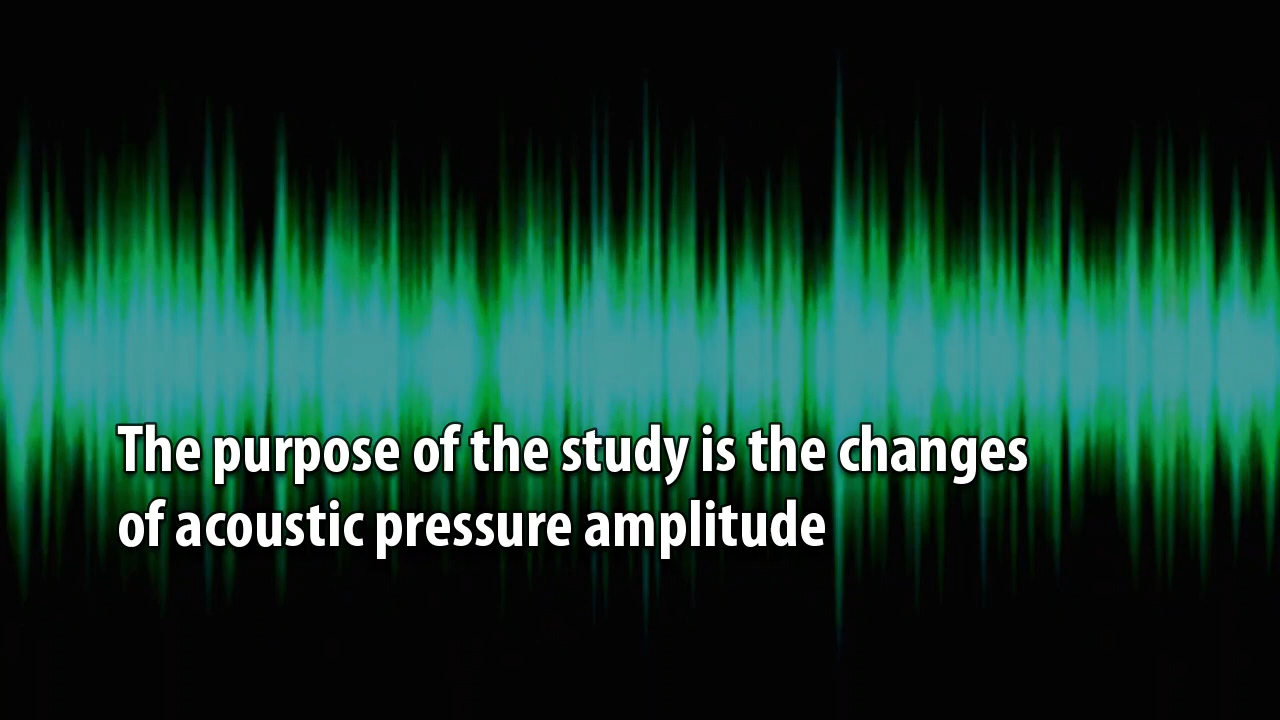 The purpose of the study is the changes
of acoustic pressure amplitude